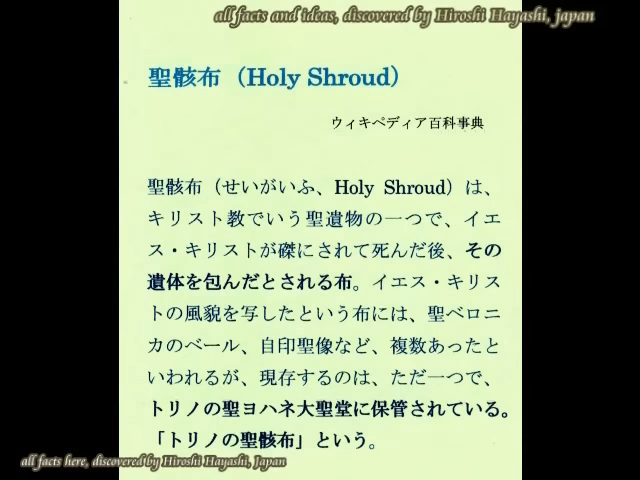 all facts and ideas, discovered by Hiroshi Hayashi, japan
聖骸布（Holy Shroud）
ウィキペディア百科事典
聖骸布（せいがいふ、Holy Shroud）は、
キリスト教でいう聖遺物の一つで、イエ
ス・キリストが磔にされて死んだ後、その
遺体を包んだとされる布。イエス・キリス
トの風貌を写したという布には、聖ベロニ
カのベール、自印聖像など、複数あったと
いわれるが、現存するのは、ただ一つで、
トリノの聖ヨハネ大聖堂に保管されている。
「トリノの聖骸布」という。
all facts here, discovered by Hiroshi Hayashi, Japan